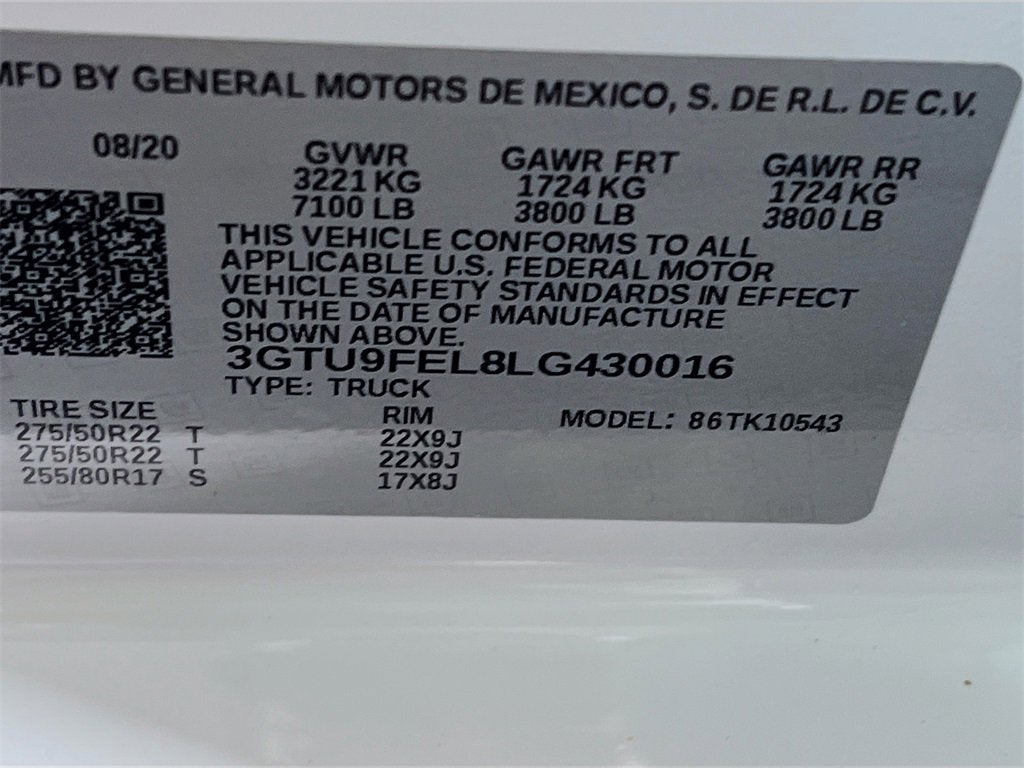 MFD BY GENERAL MOTORS DE MEXICO, S. DE R.L. DE C.V.
08/20 GVWR GAWR FRT GAWR RR
3221 KG 1724 KG 1724 KG
7100 LB 3800 LB 3800 LB
THIS VEHICLE CONFORMS TO ALL
APPLICABLE U.S. FEDERAL MOTOR
VEHICLE SAFETY STANDARDS IN EFFECT
ON THE DATE OF MANUFACTURE
SHOWN ABOVE.
3GTU9FEL8LG430016
TYPE: TRUCK
TIRE SIZE RIM MODEL: 86TK10543
275/50R22 T 22X9J
275/50R22 T 22X9J
255/80R17 S 17X8J